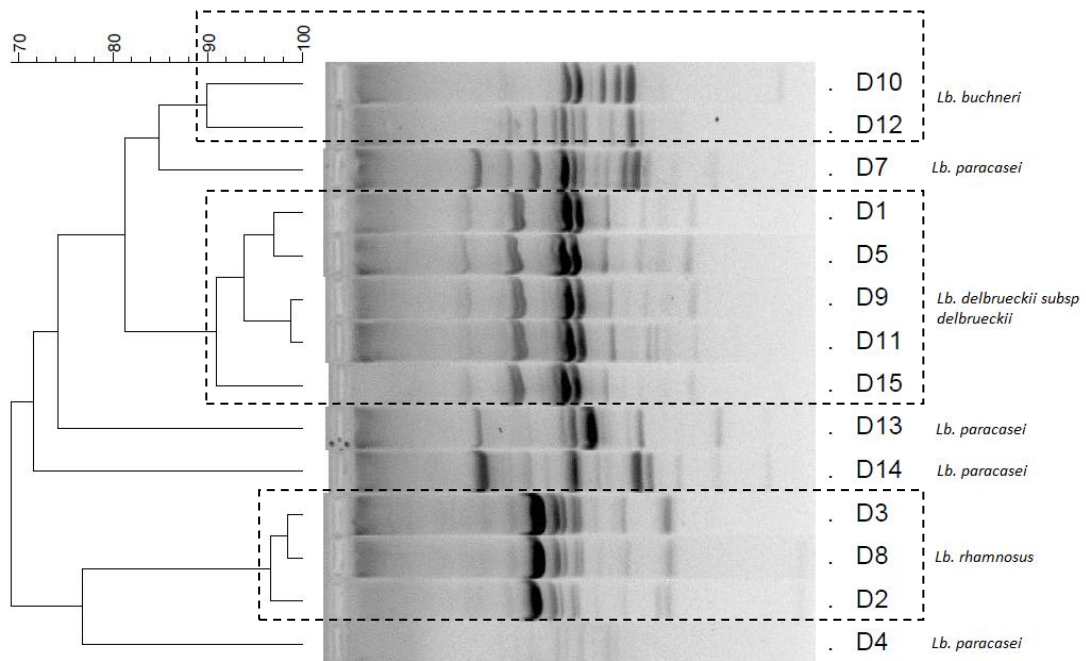 70 80 90 100
. D10
Lb. buchneri
. D12
. D7 Lb. paracasei
. D1
. D5
. D9 Lb. delbrueckii subsp
delbrueckii
. D11
. D15
. D13 Lb. paracasei
. D14 Lb. paracasei
. D3
. D8 Lb. rhamnosus
. D2
. D4 Lb. paracasei